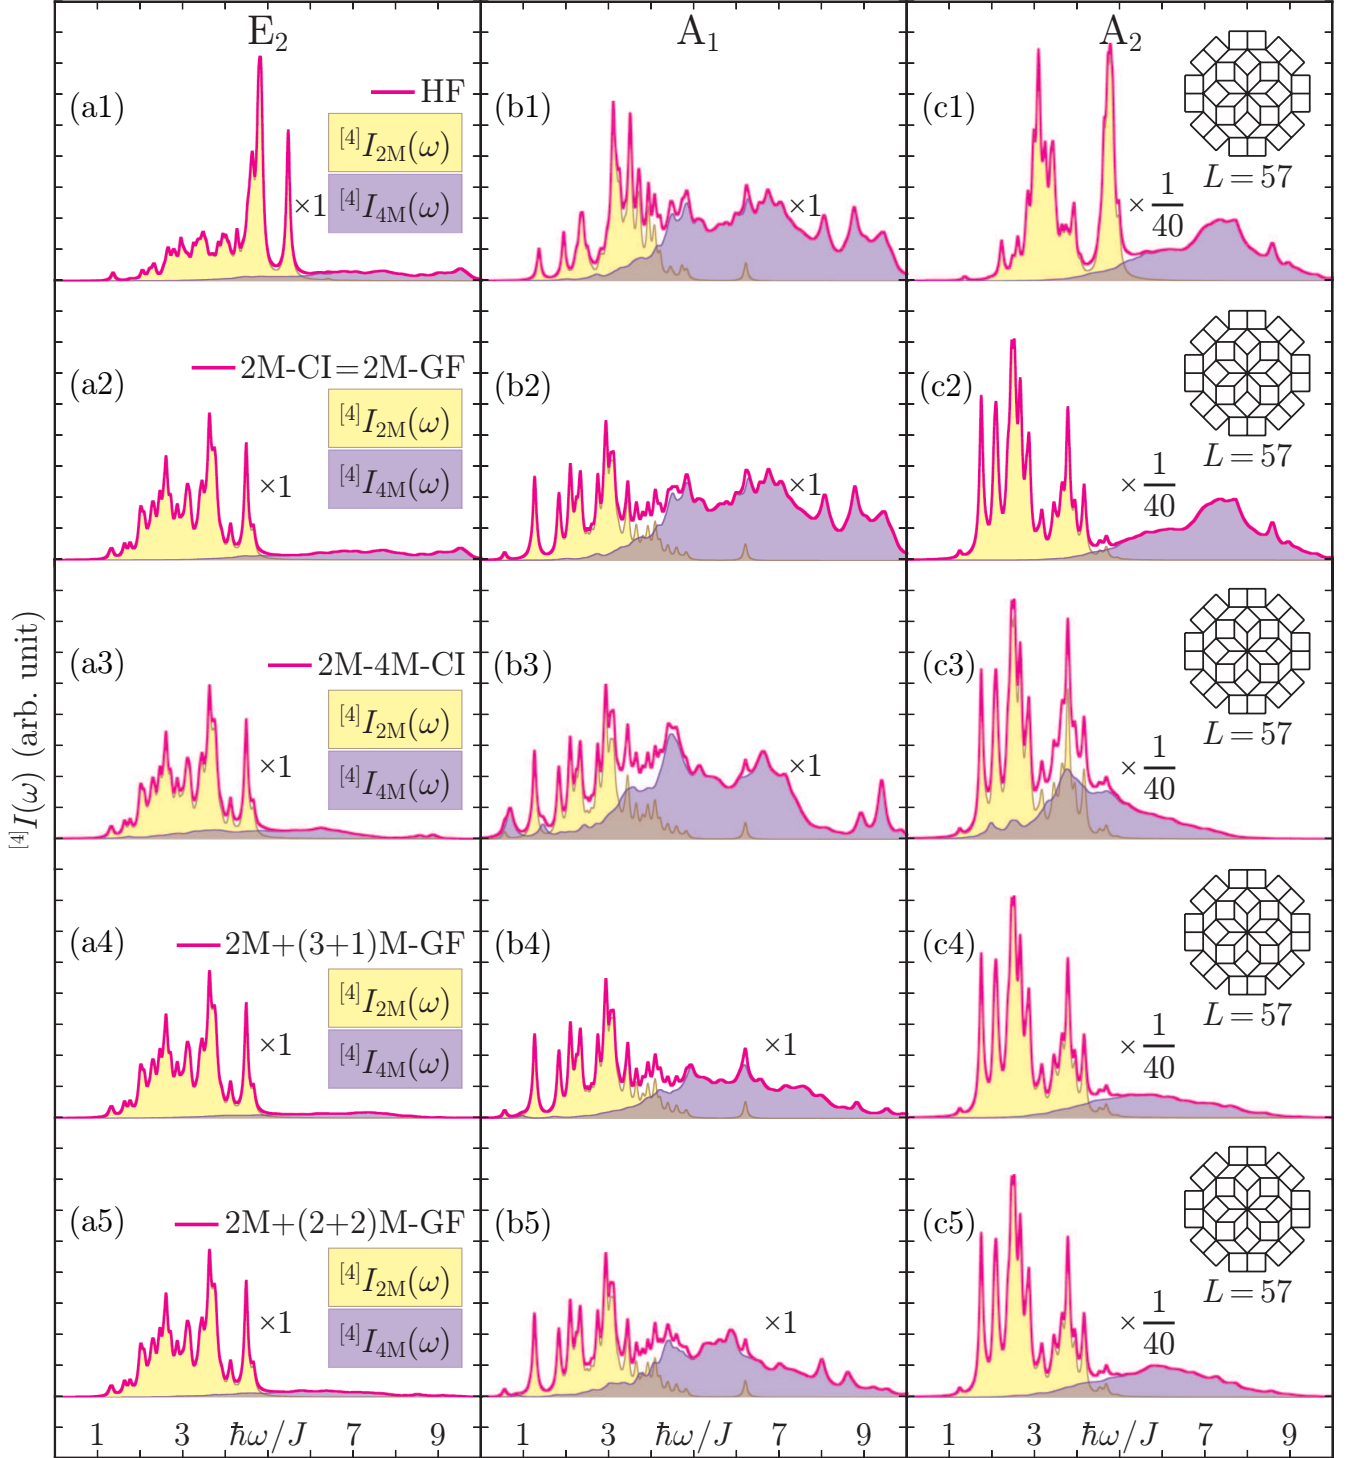 E₂ A₁ A₂
(a1) HF
[4]I₂M(ω)
[4]I₄M(ω)
×1
(b1)
×1
(c1)
× 1/40
L=57
(a2) 2M-CI=2M-GF
[4]I₂M(ω)
[4]I₄M(ω)
×1
(b2)
×1
(c2)
× 1/40
L=57
(a3) 2M-4M-CI
[4]I₂M(ω)
[4]I₄M(ω)
×1
(b3)
×1
(c3)
× 1/40
L=57
(a4) 2M+(3+1)M-GF
[4]I₂M(ω)
[4]I₄M(ω)
×1
(b4)
×1
(c4)
× 1/40
L=57
(a5) 2M+(2+2)M-GF
[4]I₂M(ω)
[4]I₄M(ω)
×1
(b5)
×1
(c5)
× 1/40
L=57
[4]I(ω) (arb. unit)
1 3 ħω/J 7 9 1 3 ħω/J 7 9 1 3 ħω/J 7 9